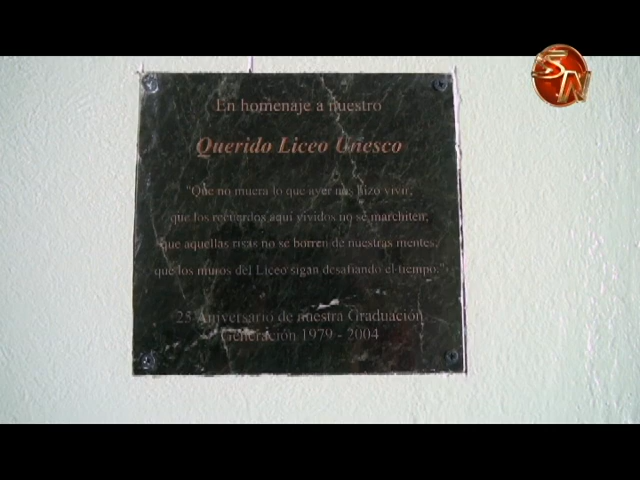 STN
En homenaje a nuestro
Querido Liceo Unesco
"Que no muera lo que ayer nos hizo vivir,
que los recuerdos aquí vividos no se marchiten,
que aquellas risas no se borren de nuestras mentes,
que los muros del Liceo sigan desafiando el tiempo."
25 Aniversario de nuestra Graduación
Generación 1979 - 2004